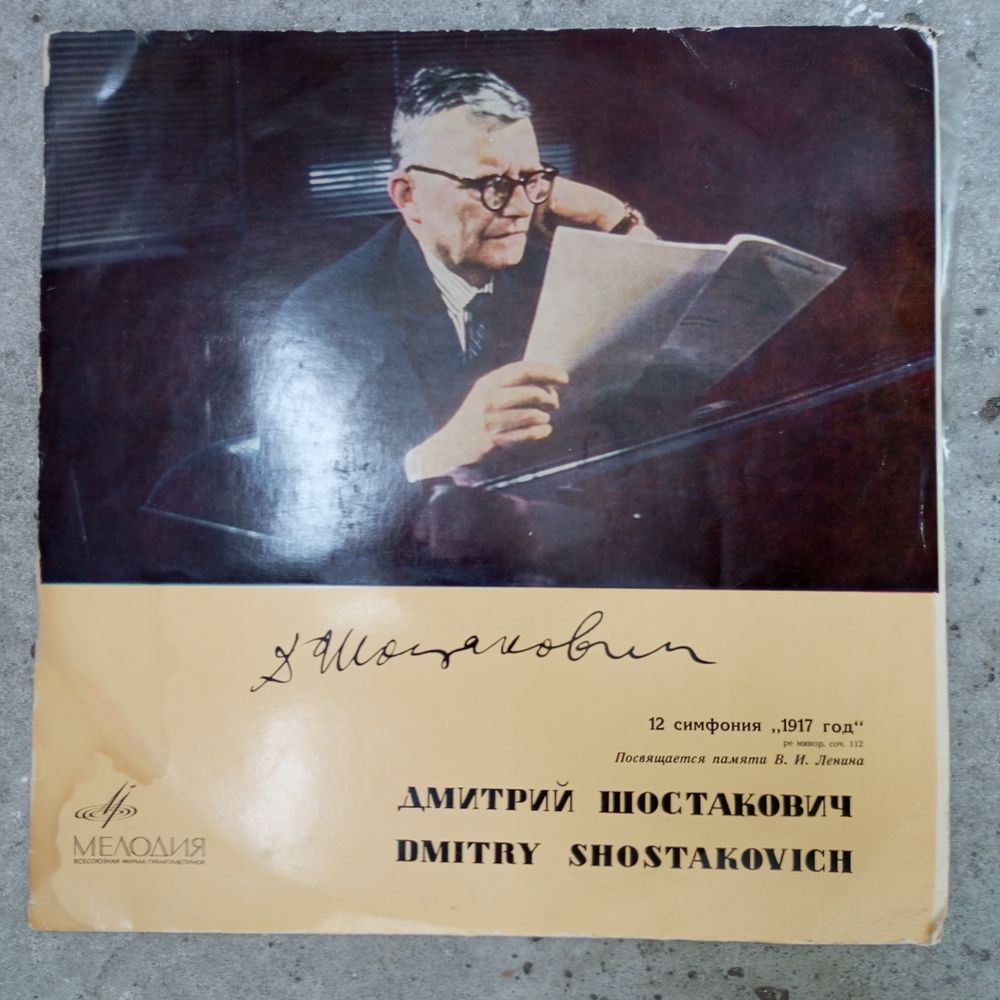 Д Шостакович
12 симфония „1917 год“
ре минор, соч. 112
Посвящается памяти В. И. Ленина
ДМИТРИЙ ШОСТАКОВИЧ
DMITRY SHOSTAKOVICH
МЕЛОДИЯ
ВСЕСОЮЗНАЯ ФИРМА ГРАМПЛАСТИНОК